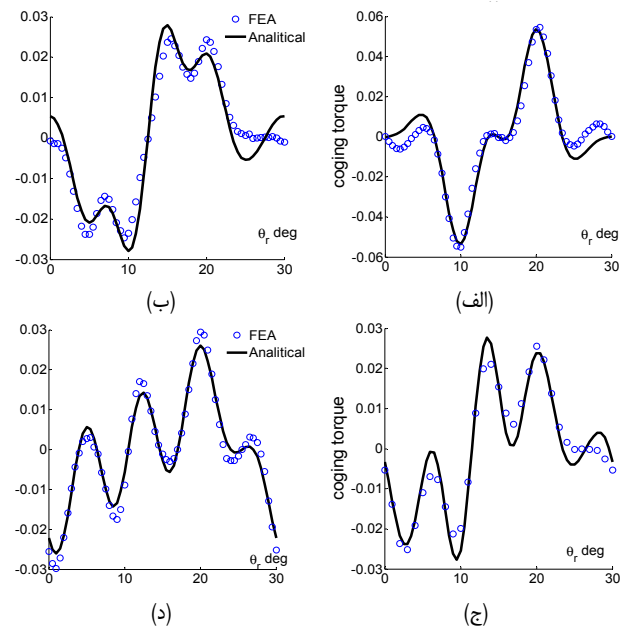 0.03
0.02
0.01
0
-0.01
-0.02
-0.03
0 10 20 30
FEA
Analitical
θr deg
(ب)
0.06
0.04
0.02
0
-0.02
-0.04
-0.06
0 10 20 30
coging torque
θr deg
(الف)
0.03
0.02
0.01
0
-0.01
-0.02
-0.03
0 10 20 30
FEA
Analitical
θr deg
(د)
0.03
0.02
0.01
0
-0.01
-0.02
-0.03
0 10 20 30
coging torque
θr deg
(ج)